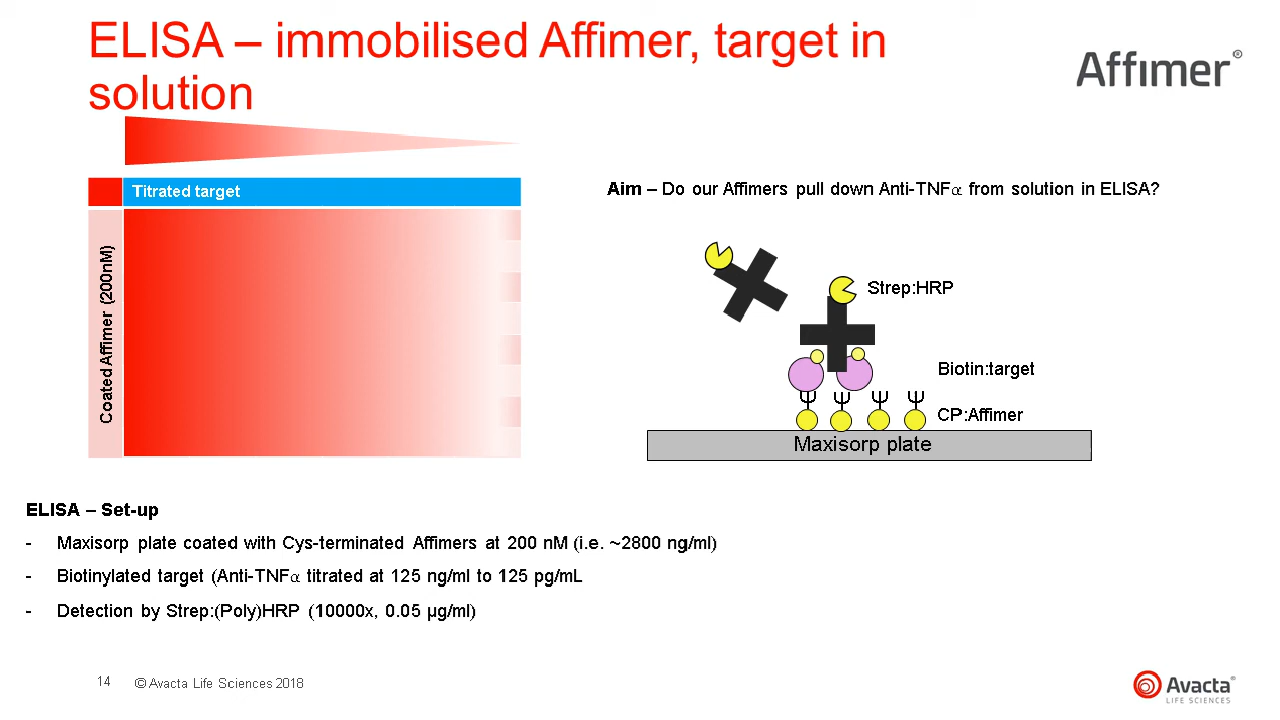 ELISA – immobilised Affimer, target in
solution
Affimer®
Titrated target
Coated Affimer (200nM)
Aim – Do our Affimers pull down Anti-TNFα from solution in ELISA?
Strep:HRP
Biotin:target
CP:Affimer
Maxisorp plate
ELISA – Set-up
- Maxisorp plate coated with Cys-terminated Affimers at 200 nM (i.e. ~2800 ng/ml)
- Biotinylated target (Anti-TNFα titrated at 125 ng/ml to 125 pg/mL
- Detection by Strep:(Poly)HRP (10000x, 0.05 µg/ml)
14 © Avacta Life Sciences 2018
Avacta®
LIFE SCIENCES